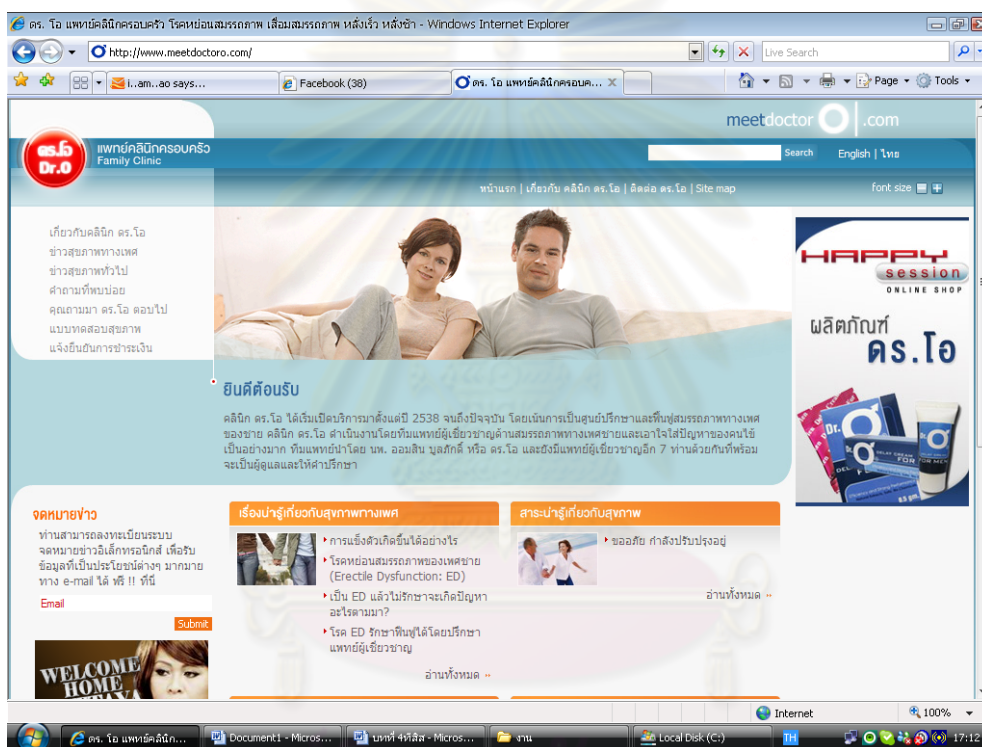 ดร. โอ แพทย์คลินิกครอบครัว โรคหย่อนสมรรถภาพ เสื่อมสมรรถภาพ หลั่งเร็ว หลั่งช้า - Windows Internet Explorer
http://www.meetdoctoro.com/
Live Search
i..am..ao says...
Facebook (38)
ดร. โอ แพทย์คลินิกครอบค...
Page
Tools
meetdoctor O .com
ดร.โอ
Dr.O
แพทย์คลินิกครอบครัว
Family Clinic
Search
English | ไทย
หน้าแรก | เกี่ยวกับ คลินิก ดร.โอ | ติดต่อ ดร.โอ | Site map
font size
เกี่ยวกับคลินิก ดร.โอ
ข่าวสุขภาพทางเพศ
ข่าวสุขภาพทั่วไป
คำถามที่พบบ่อย
คุณถามมา ดร.โอ ตอบไป
แบบทดสอบสุขภาพ
แจ้งยืนยันการชำระเงิน
HAPPY
session
ONLINE SHOP
ผลิตภัณฑ์
ดร.โอ
Dr.
DELAY CREAM
FOR
FOR MEN
ยินดีต้อนรับ
คลินิก ดร.โอ ได้เริ่มเปิดบริการมาตั้งแต่ปี 2538 จนถึงปัจจุบัน โดยเน้นการเป็นศูนย์ปรึกษาและฟื้นฟูสมรรถภาพทางเพศ
ของชาย คลินิก ดร.โอ ดำเนินงานโดยทีมแพทย์ผู้เชี่ยวชาญด้านสมรรถภาพทางเพศชายและเอาใจใส่ปัญหาของคนไข้
เป็นอย่างมาก ทีมแพทย์นำโดย นพ. ออมสิน บุลภักดิ์ หรือ ดร.โอ และยังมีแพทย์ผู้เชี่ยวชาญอีก 7 ท่านด้วยกันที่พร้อม
จะเป็นผู้ดูแลและให้คำปรึกษา
จดหมายข่าว
ท่านสามารถลงทะเบียนระบบ
จดหมายข่าวอิเล็กทรอนิกส์ เพื่อรับ
ข้อมูลที่เป็นประโยชน์ต่างๆ มากมาย
ทาง e-mail ได้ ฟรี !! ที่นี่
Email
Submit
WELCOME
HOME
เรื่องน่ารู้เกี่ยวกับสุขภาพทางเพศ
การแข็งตัวเกิดขึ้นได้อย่างไร
โรคหย่อนสมรรถภาพของเพศชาย
(Erectile Dysfunction: ED)
เป็น ED แล้วไม่รักษาจะเกิดปัญหา
อะไรตามมา?
โรค ED รักษาฟื้นฟูได้โดยปรึกษา
แพทย์ผู้เชี่ยวชาญ
อ่านทั้งหมด
สาระน่ารู้เกี่ยวกับสุขภาพ
ขออภัย กำลังปรับปรุงอยู่
อ่านทั้งหมด
Internet
100%
ดร. โอ แพทย์คลินิก...
Document1 - Micros...
บทที่ 4ทีสิส - Micros...
งาน
Local Disk (C:)
TH
17:12